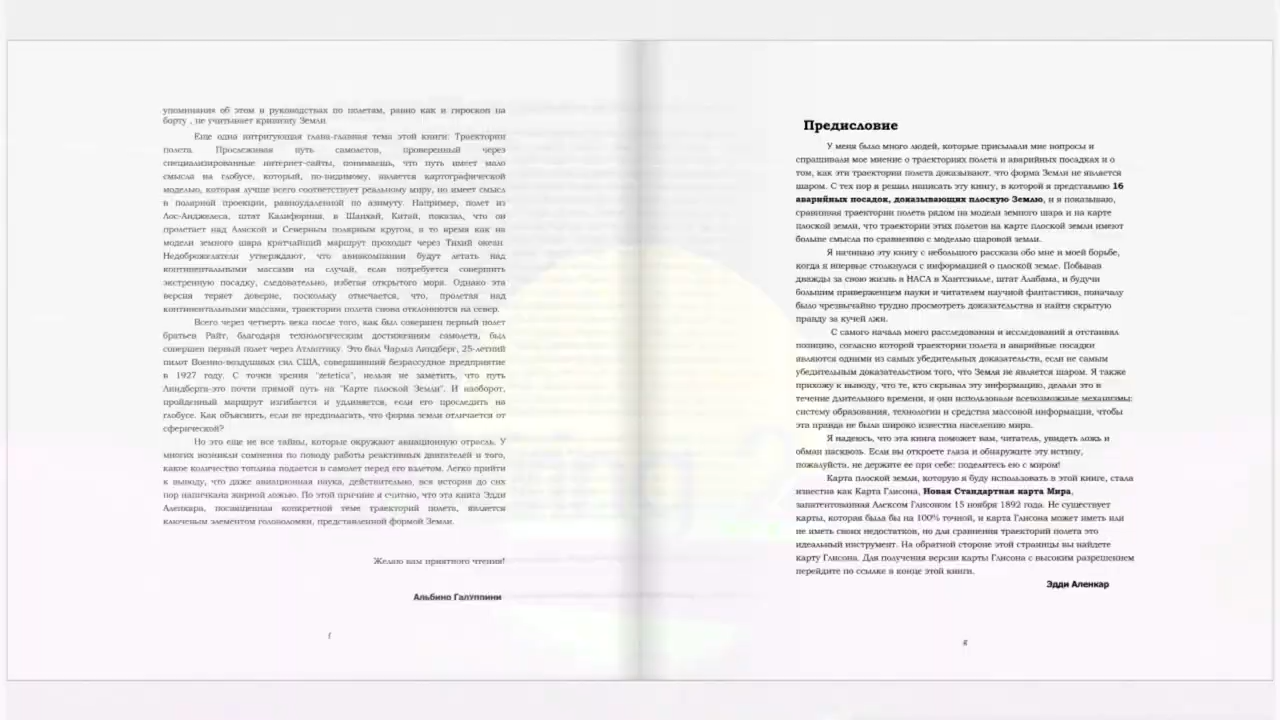 упоминания об этом и руководствах по полетам, равно как и гироскоп на
борту , не учитывает кривизну Земли.
Еще одна интригующая глава-главная тема этой книги: Траектории
полета. Прослеживая путь самолетов, проверенный через
специализированные интернет-сайты, понимаешь, что путь имеет мало
смысла на глобусе, который, по-видимому, является картографической
моделью, которая лучше всего соответствует реальному миру, но имеет смысл
в полярной проекции, равноудаленной по азимуту. Например, полет из
Лос-Анджелеса, штат Калифорния, в Шанхай, Китай, показал, что он
пролетает над Аляской и Северным полярным кругом, в то время как на
модели земного шара кратчайший маршрут проходит через Тихий океан.
Недоброжелатели утверждают, что авиакомпании будут летать над
континентальными массами на случай, если потребуется совершить
экстренную посадку, следовательно, избегая открытого моря. Однако эта
версия теряет доверие, поскольку отмечается, что, пролетая над
континентальными массами, траектории полета снова отклоняются на север.
Всего через четверть века после того, как был совершен первый полет
братьев Райт, благодаря технологическим достижениям самолета, был
совершен первый полет через Атлантику. Это был Чарльз Линдберг, 25-летний
пилот Военно-воздушных сил США, совершивший безрассудное предприятие
в 1927 году. С точки зрения "zetetica", нельзя не заметить, что путь
Линдберга-это почти прямой путь на "Карте плоской Земли". И наоборот,
пройденный маршрут изгибается и удлиняется, если его проследить на
глобусе. Как объяснить, если не предполагать, что форма земли отличается от
сферической?
Но это еще не все тайны, которые окружают авиационную отрасль. У
многих возникли сомнения по поводу работы реактивных двигателей и того,
какое количество топлива подается в самолет перед его взлетом. Легко прийти
к выводу, что даже авиационная наука, действительно, вся история до сих
пор напичкана жирной ложью. По этой причине я считаю, что эта книга Эдди
Аленкара, посвященная конкретной теме траекторий полета, является
ключевым элементом головоломки, представленной формой Земли.
Желаю вам приятного чтения!
Альбино Галуппини
f
Предисловие
У меня было много людей, которые присылали мне вопросы и
спрашивали мое мнение о траекториях полета и аварийных посадках и о
том, как эти траектории полета доказывают, что форма Земли не является
шаром. С тех пор я решил написать эту книгу, в которой я представляю 16
аварийных посадок, доказывающих плоскую Землю, и я показываю,
сравнивая траектории полета рядом на модели земного шара и на карте
плоской земли, что траектории этих полетов на карте плоской земли имеют
больше смысла по сравнению с моделью шаровой земли.
Я начинаю эту книгу с небольшого рассказа обо мне и моей борьбе,
когда я впервые столкнулся с информацией о плоской земле. Побывав
дважды за свою жизнь в НАСА в Хантсвилле, штат Алабама, и будучи
большим приверженцем науки и читателем научной фантастики, поначалу
было чрезвычайно трудно просмотреть доказательства и найти скрытую
правду за кучей лжи.
С самого начала моего расследования и исследований я отстаивал
позицию, согласно которой траектории полета и аварийные посадки
являются одними из самых убедительных доказательств, если не самым
убедительным доказательством того, что Земля не является шаром. Я также
прихожу к выводу, что те, кто скрывал эту информацию, делали это в
течение длительного времени, и они использовали всевозможные механизмы:
систему образования, технологии и средства массовой информации, чтобы
эта правда не была широко известна населению мира.
Я надеюсь, что эта книга поможет вам, читатель, увидеть ложь и
обман насквозь. Если вы откроете глаза и обнаружите эту истину,
пожалуйста, не держите ее при себе: поделитесь ею с миром!
Карта плоской земли, которую я буду использовать в этой книге, стала
известна как Карта Глисона, Новая Стандартная карта Мира,
запатентованная Алексом Глисоном 15 ноября 1892 года. Не существует
карты, которая была бы на 100% точной, и карта Глисона может иметь или
не иметь своих недостатков, но для сравнения траекторий полета это
идеальный инструмент. На обратной стороне этой страницы вы найдете
карту Глисона. Для получения версии карты Глисона с высоким разрешением
перейдите по ссылке в конце этой книги.
Эдди Аленкар
g